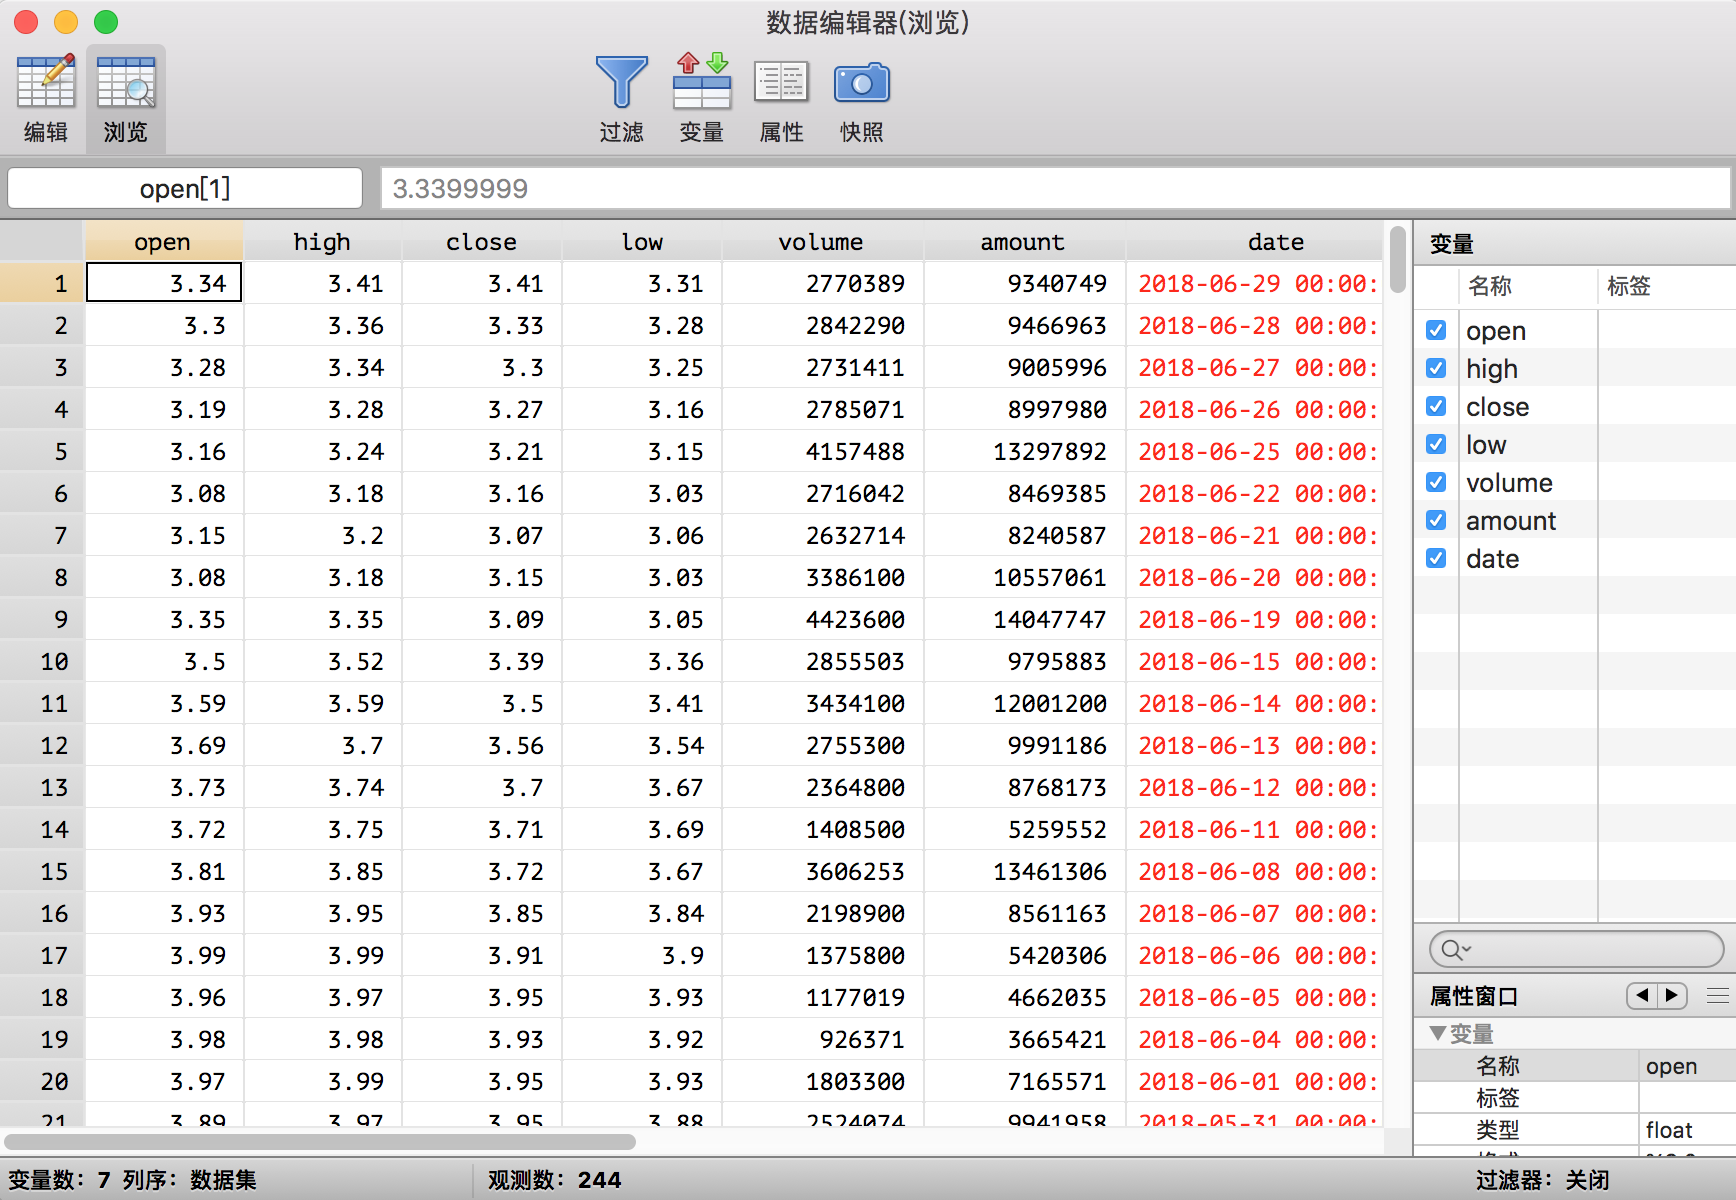 数据编辑器(浏览)
编辑 浏览 过滤 变量 属性 快照
open[1] 3.3399999
open high close low volume amount date
1 3.34 3.41 3.41 3.31 2770389 9340749 2018-06-29 00:00:
2 3.3 3.36 3.33 3.28 2842290 9466963 2018-06-28 00:00:
3 3.28 3.34 3.3 3.25 2731411 9005996 2018-06-27 00:00:
4 3.19 3.28 3.27 3.16 2785071 8997980 2018-06-26 00:00:
5 3.16 3.24 3.21 3.15 4157488 13297892 2018-06-25 00:00:
6 3.08 3.18 3.16 3.03 2716042 8469385 2018-06-22 00:00:
7 3.15 3.2 3.07 3.06 2632714 8240587 2018-06-21 00:00:
8 3.08 3.18 3.15 3.03 3386100 10557061 2018-06-20 00:00:
9 3.35 3.35 3.09 3.05 4423600 14047747 2018-06-19 00:00:
10 3.5 3.52 3.39 3.36 2855503 9795883 2018-06-15 00:00:
11 3.59 3.59 3.5 3.41 3434100 12001200 2018-06-14 00:00:
12 3.69 3.7 3.56 3.54 2755300 9991186 2018-06-13 00:00:
13 3.73 3.74 3.7 3.67 2364800 8768173 2018-06-12 00:00:
14 3.72 3.75 3.71 3.69 1408500 5259552 2018-06-11 00:00:
15 3.81 3.85 3.72 3.67 3606253 13461306 2018-06-08 00:00:
16 3.93 3.95 3.85 3.84 2198900 8561163 2018-06-07 00:00:
17 3.99 3.99 3.91 3.9 1375800 5420306 2018-06-06 00:00:
18 3.96 3.97 3.95 3.93 1177019 4662035 2018-06-05 00:00:
19 3.98 3.98 3.93 3.92 926371 3665421 2018-06-04 00:00:
20 3.97 3.99 3.95 3.93 1803300 7165571 2018-06-01 00:00:
21 3.89 3.97 3.95 3.88 2524074 9941958 2018-05-31 00:00:
变量
名称 标签
open
high
close
low
volume
amount
date
属性窗口
变量
名称 open
标签
类型 float
变量数: 7 列序: 数据集 观测数: 244 过滤器: 关闭